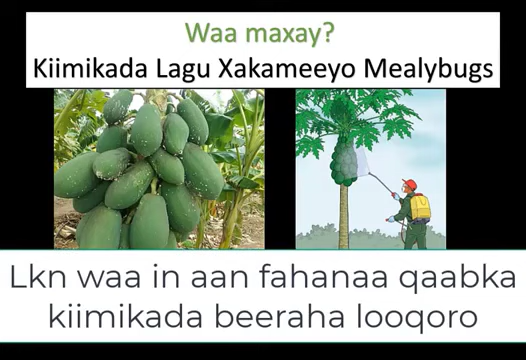 Waa maxay?
Kiimikada Lagu Xakameeyo Mealybugs
Lkn waa in aan fahanaa qaabka
kiimikada beeraha looqoro